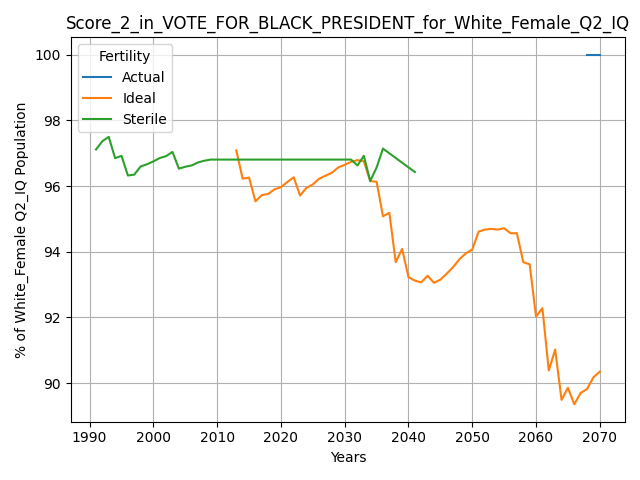 Score_2_in_VOTE_FOR_BLACK_PRESIDENT_for_White_Female_Q2_IQ
Fertility
Actual
Ideal
Sterile
% of White_Female Q2_IQ Population
100
98
96
94
92
90
1990 2000 2010 2020 2030 2040 2050 2060 2070
Years